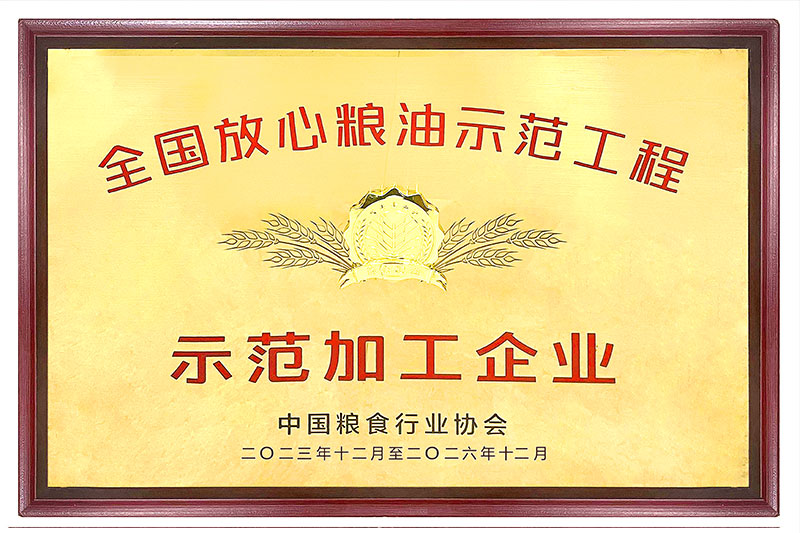 全国放心粮油示范工程
示范加工企业
中国粮食行业协会
二〇二三年十二月至二〇二六年十二月